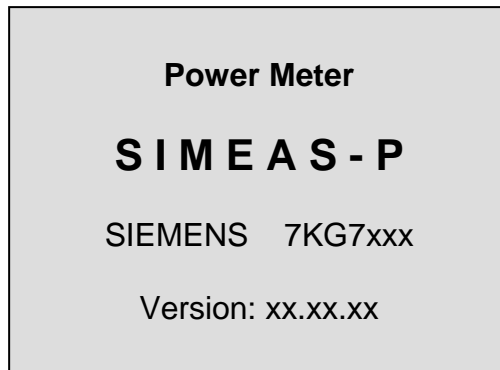 Power Meter
S I M E A S - P
SIEMENS 7KG7xxx
Version: xx.xx.xx